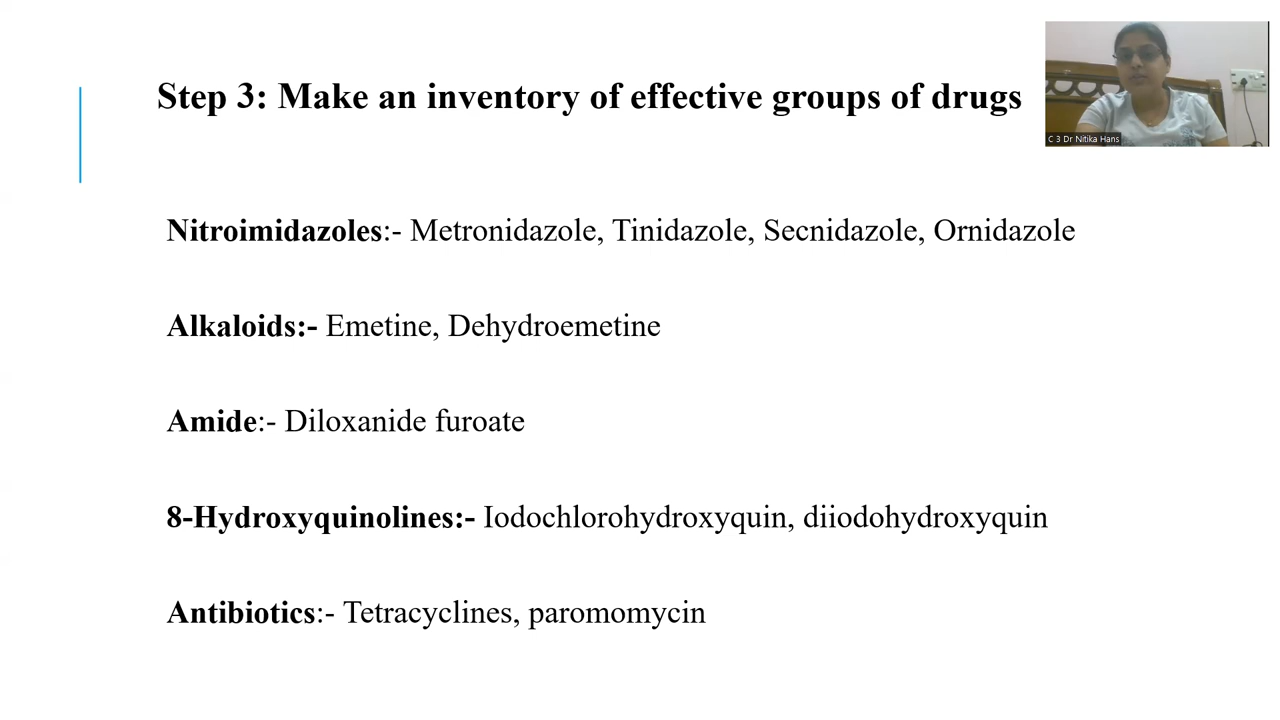 Step 3: Make an inventory of effective groups of drugs
C 3 Dr Nitika Hans
Nitroimidazoles:- Metronidazole, Tinidazole, Secnidazole, Ornidazole
Alkaloids:- Emetine, Dehydroemetine
Amide:- Diloxanide furoate
8-Hydroxyquinolines:- Iodochlorohydroxyquin, diiodohydroxyquin
Antibiotics:- Tetracyclines, paromomycin